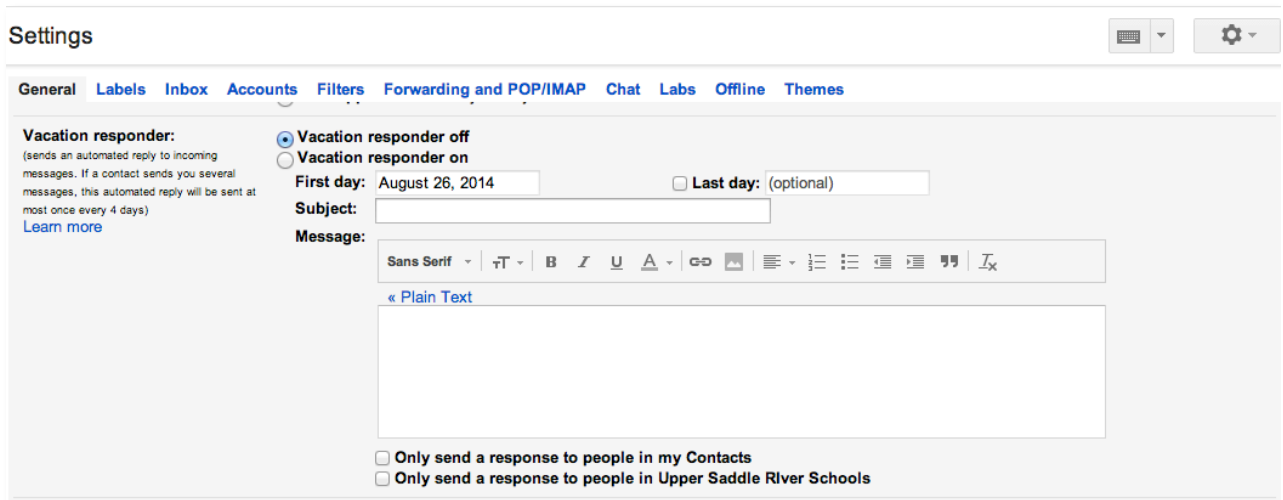 Settings
General Labels Inbox Accounts Filters Forwarding and POP/IMAP Chat Labs Offline Themes
Vacation responder:
(sends an automated reply to incoming
messages. If a contact sends you several
messages, this automated reply will be sent at
most once every 4 days)
Learn more
Vacation responder off
Vacation responder on
First day: August 26, 2014 Last day: (optional)
Subject:
Message:
Sans Serif
« Plain Text
Only send a response to people in my Contacts
Only send a response to people in Upper Saddle RIver Schools